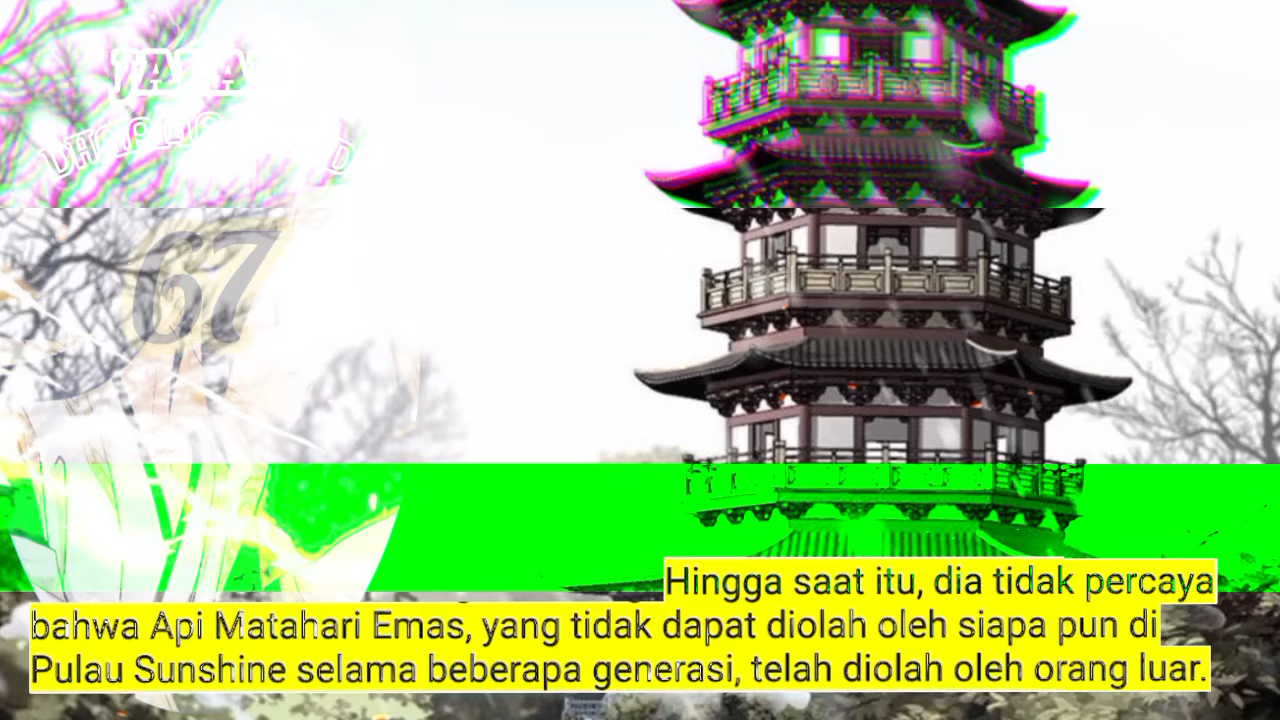 67
Hingga saat itu, dia tidak percaya
bahwa Api Matahari Emas, yang tidak dapat diolah oleh siapa pun di
Pulau Sunshine selama beberapa generasi, telah diolah oleh orang luar.